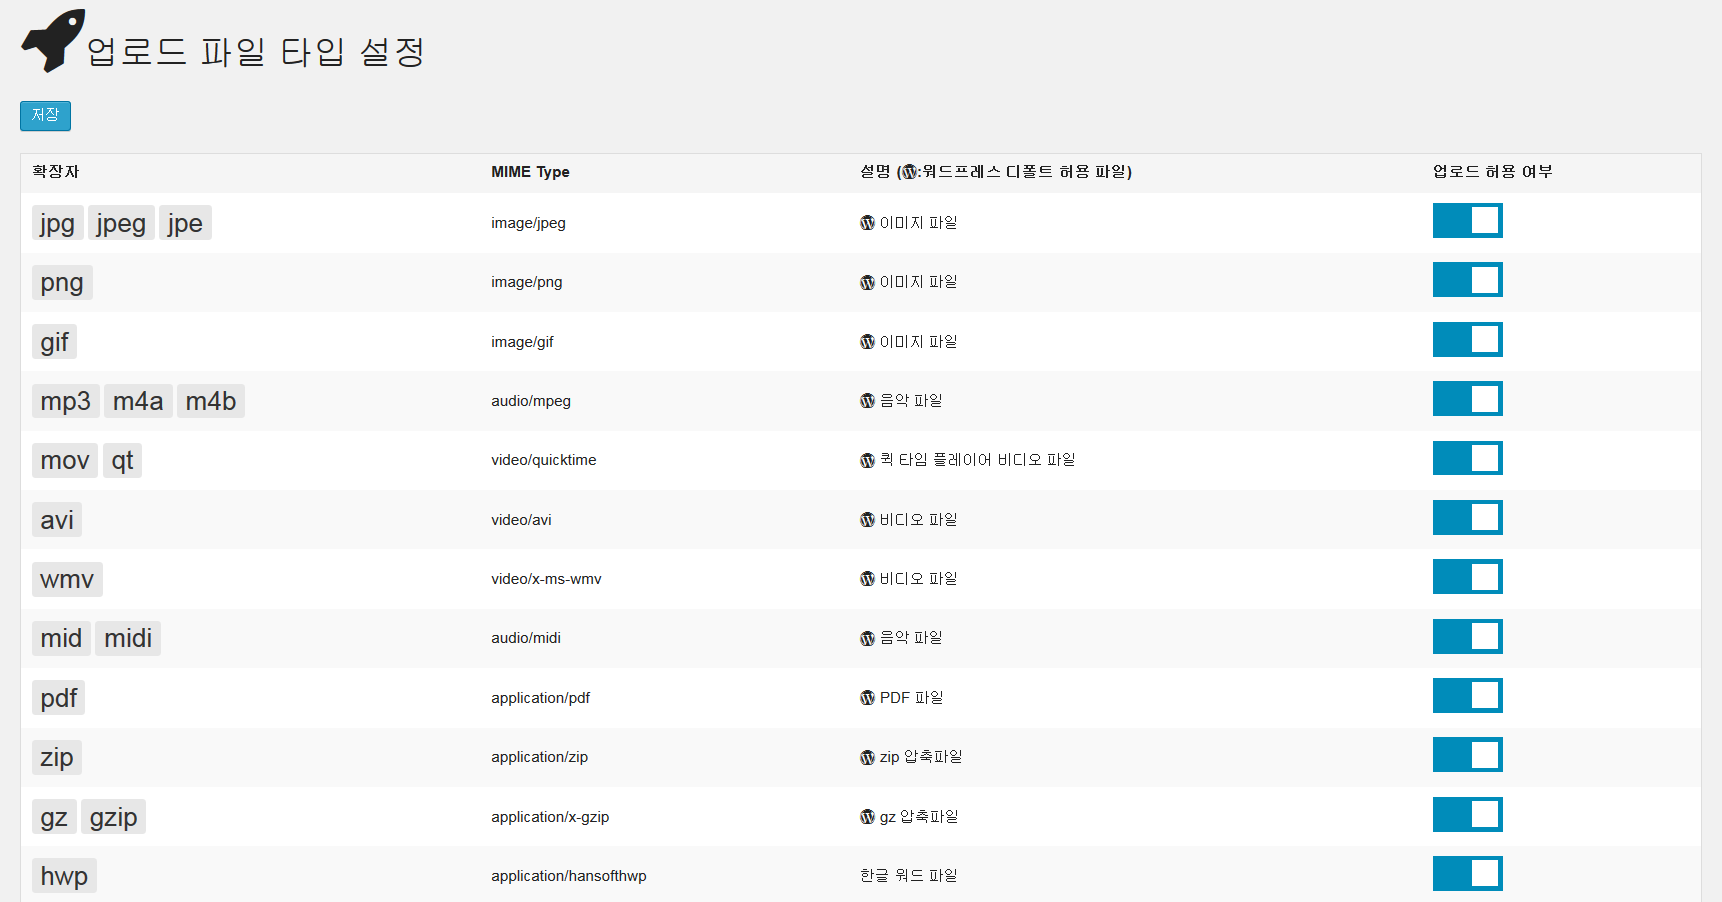 업로드 파일 타입 설정
저장
확장자 MIME Type 설명 (:워드프레스 디폴트 허용 파일) 업로드 허용 여부
jpg jpeg jpe image/jpeg 이미지 파일
png image/png 이미지 파일
gif image/gif 이미지 파일
mp3 m4a m4b audio/mpeg 음악 파일
mov qt video/quicktime 퀵 타임 플레이어 비디오 파일
avi video/avi 비디오 파일
wmv video/x-ms-wmv 비디오 파일
mid midi audio/midi 음악 파일
pdf application/pdf PDF 파일
zip application/zip zip 압축파일
gz gzip application/x-gzip gz 압축파일
hwp application/hansofthwp 한글 워드 파일